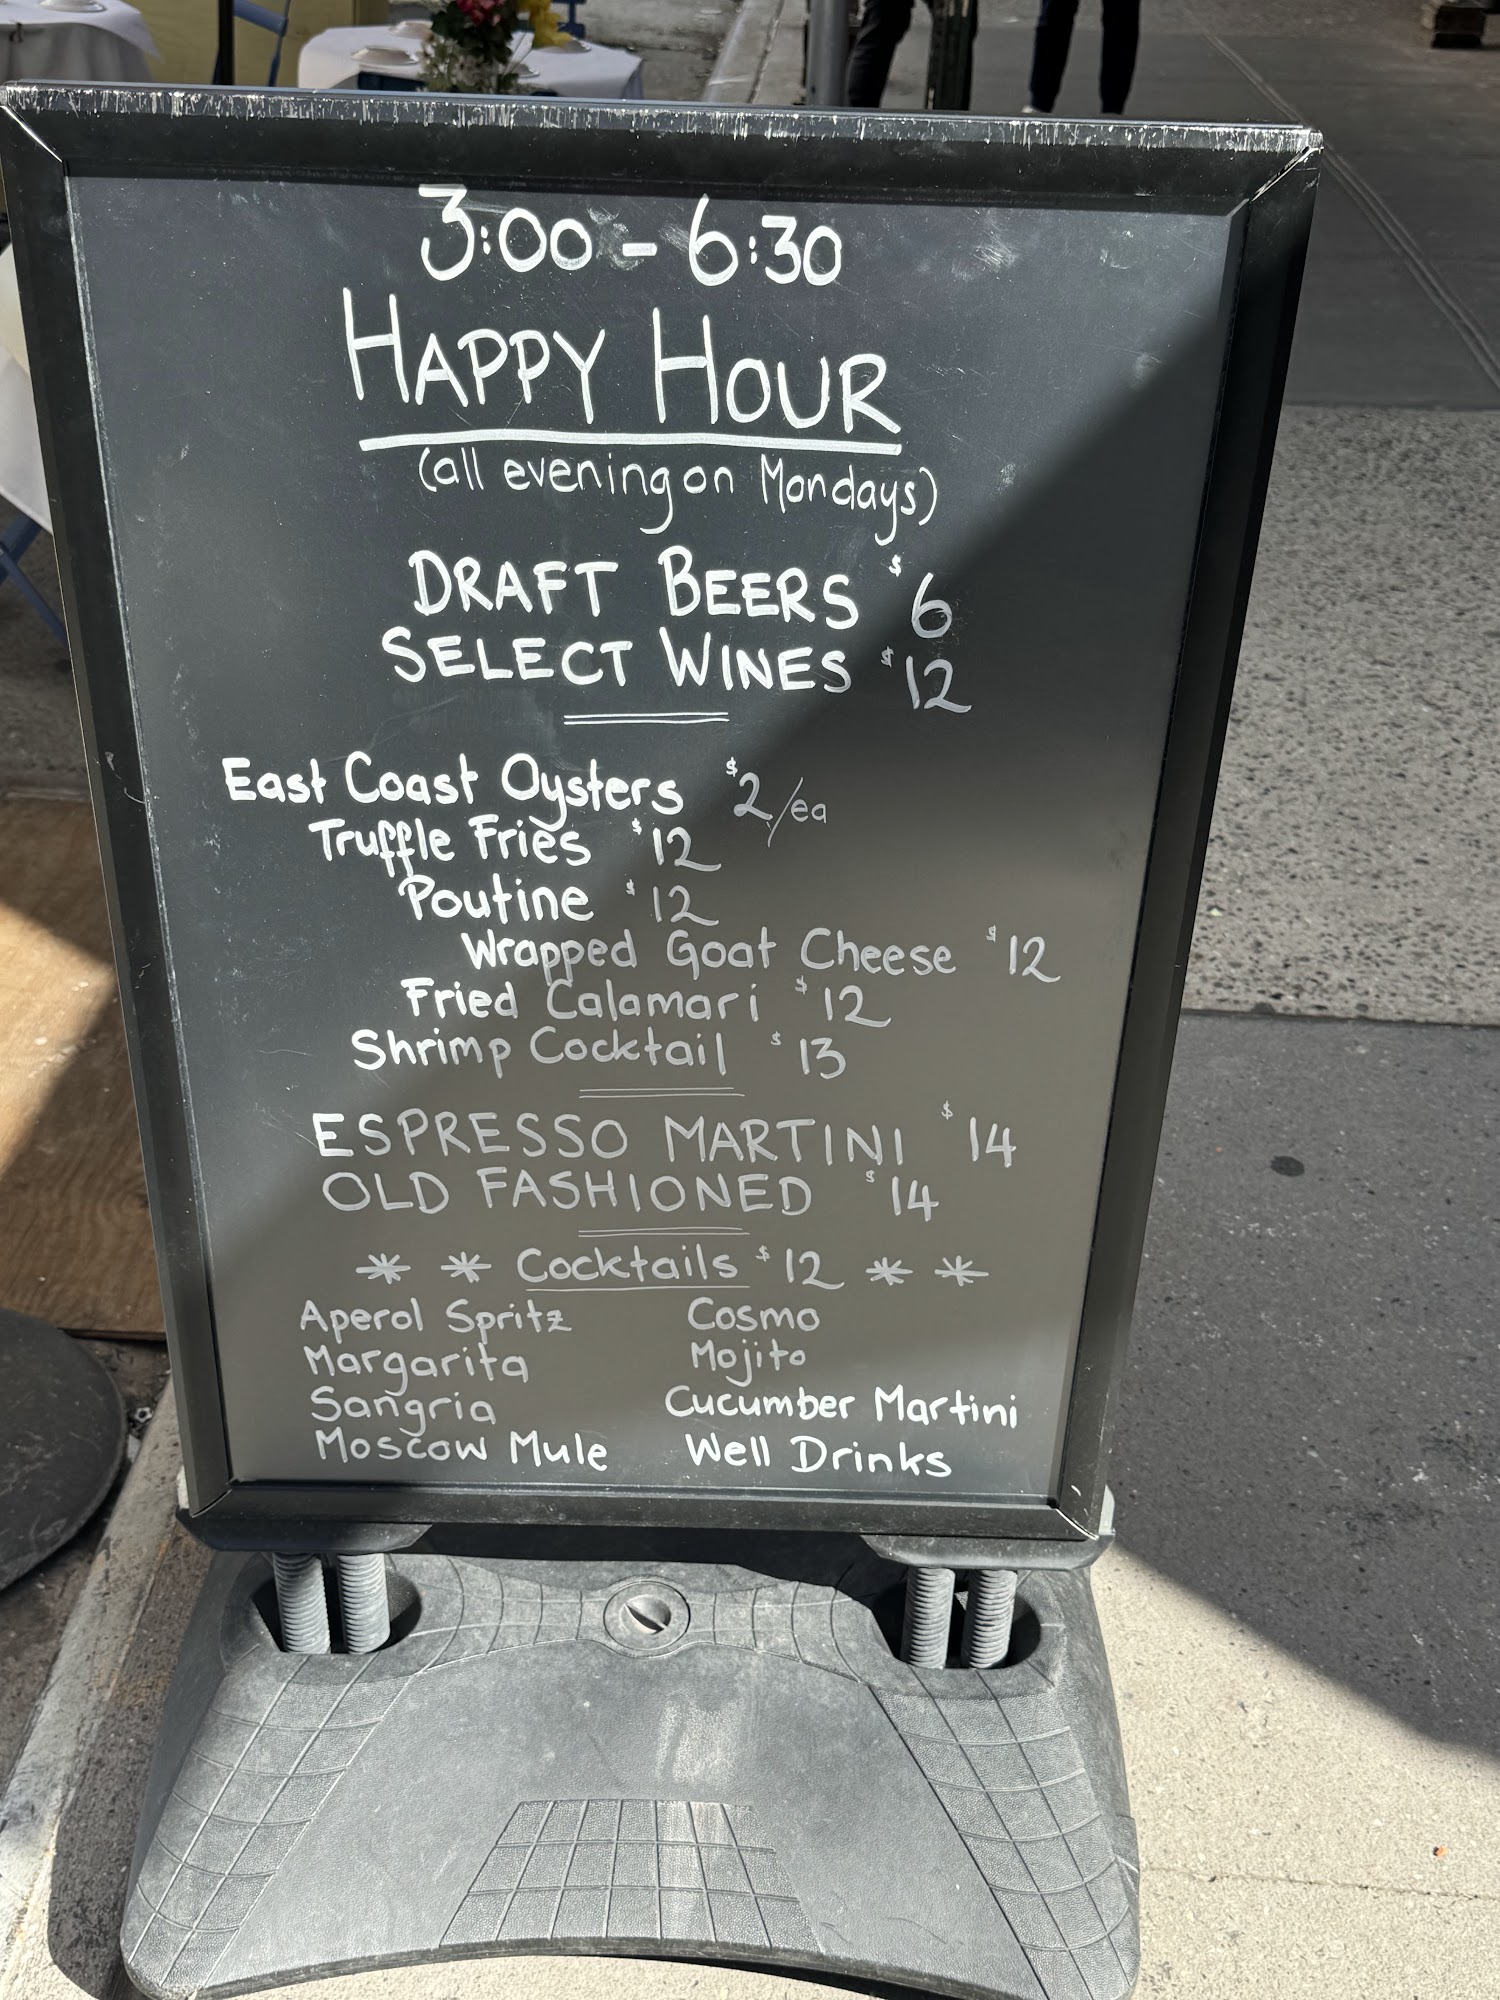 3:00 - 6:30
HAPPY HOUR
(all evening on Mondays)
DRAFT BEERS $6
SELECT WINES $12
East Coast Oysters $2/ea
Truffle Fries $12
Poutine $12
Wrapped Goat Cheese $12
Fried Calamari $12
Shrimp Cocktail $13
ESPRESSO MARTINI $14
OLD FASHIONED $14
* * Cocktails $12 * *
Aperol Spritz Cosmo
Margarita Mojito
Sangria Cucumber Martini
Moscow Mule Well Drinks